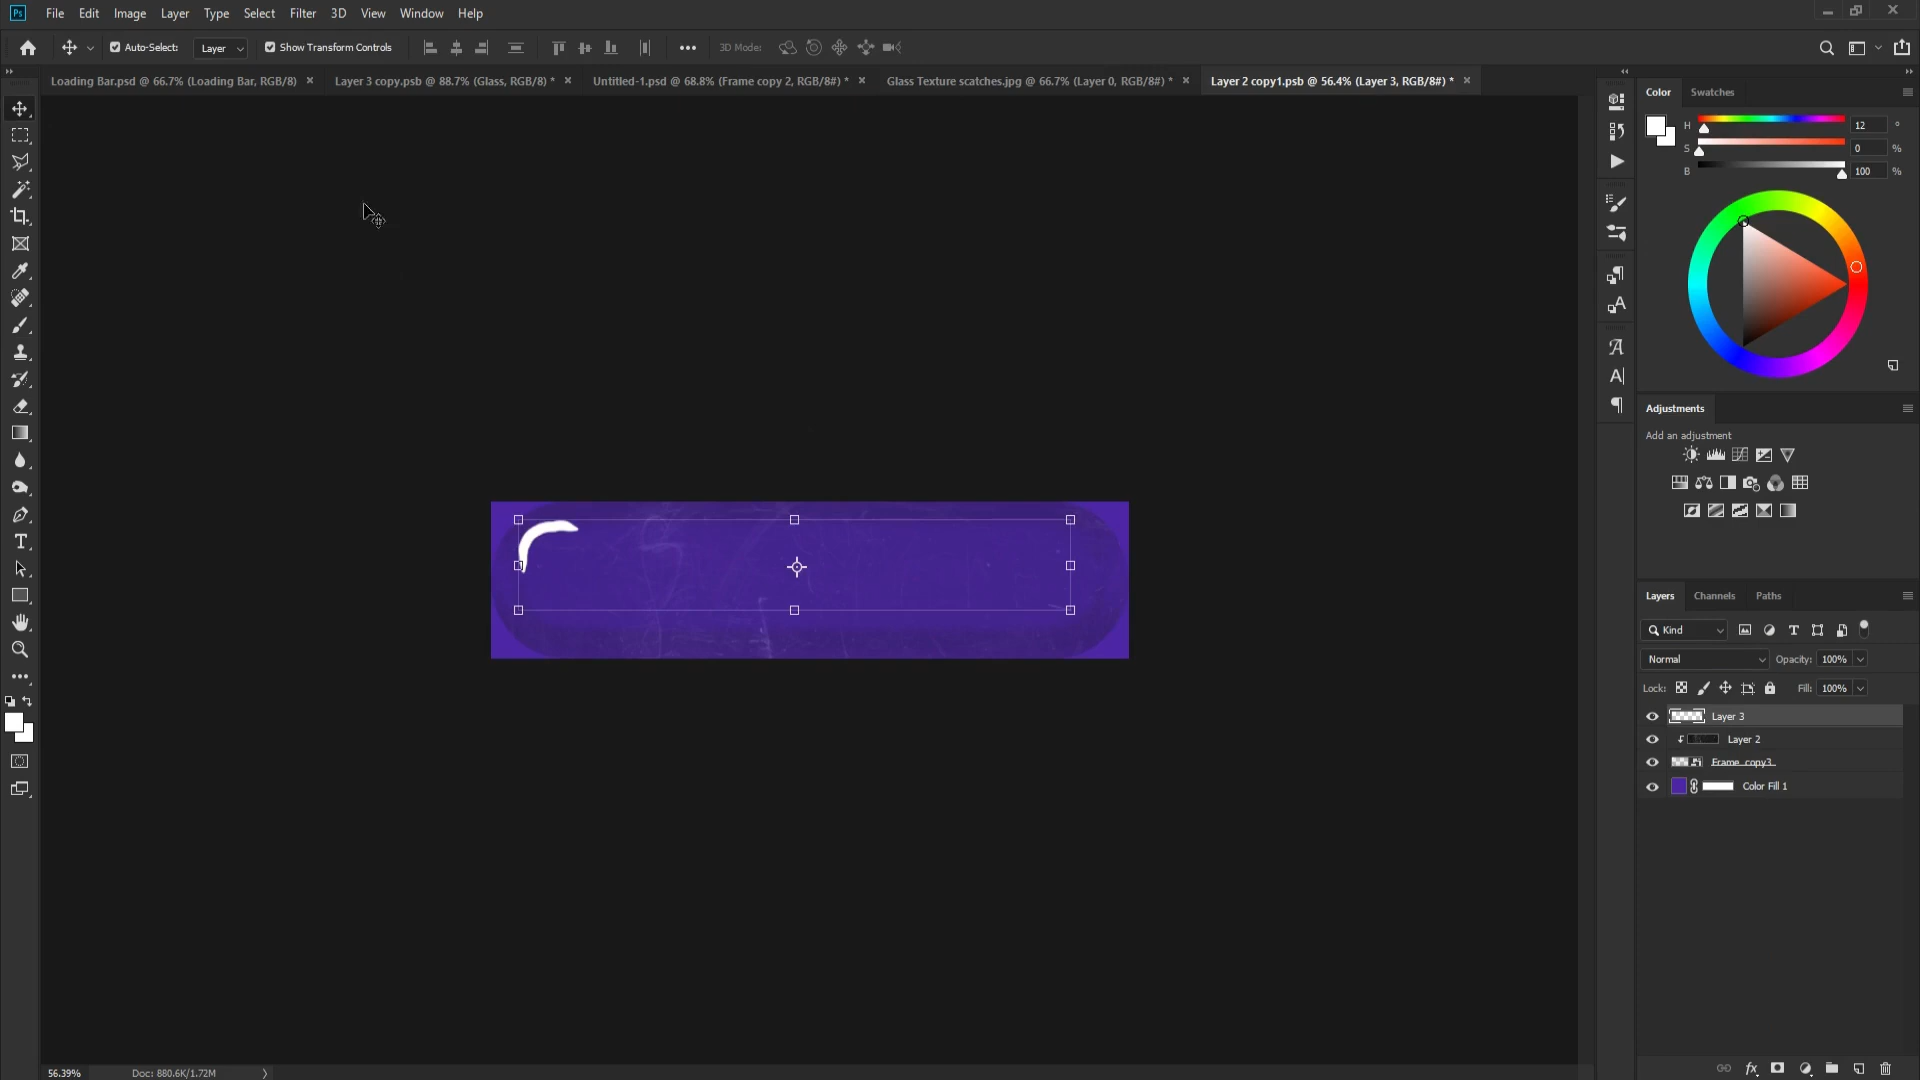 Ps File Edit Image Layer Type Select Filter 3D View Window Help
Auto-Select: Layer Show Transform Controls 3D Mode:
Loading Bar.psd @ 66.7% (Loading Bar, RGB/8) Layer 3 copy.psb @ 88.7% (Glass, RGB/8) * Untitled-1.psd @ 68.8% (Frame copy 2, RGB/8#) * Glass Texture scatches.jpg @ 66.7% (Layer 0, RGB/8#) * Layer 2 copy1.psb @ 56.4% (Layer 3, RGB/8#) *
Color Swatches
H 12 °
S 0 %
B 100 %
Adjustments
Add an adjustment
Layers Channels Paths
Kind
Normal Opacity: 100%
Lock: Fill: 100%
Layer 3
Layer 2
Frame copy3
Color Fill 1
56.39% Doc: 880.6K/1.72M